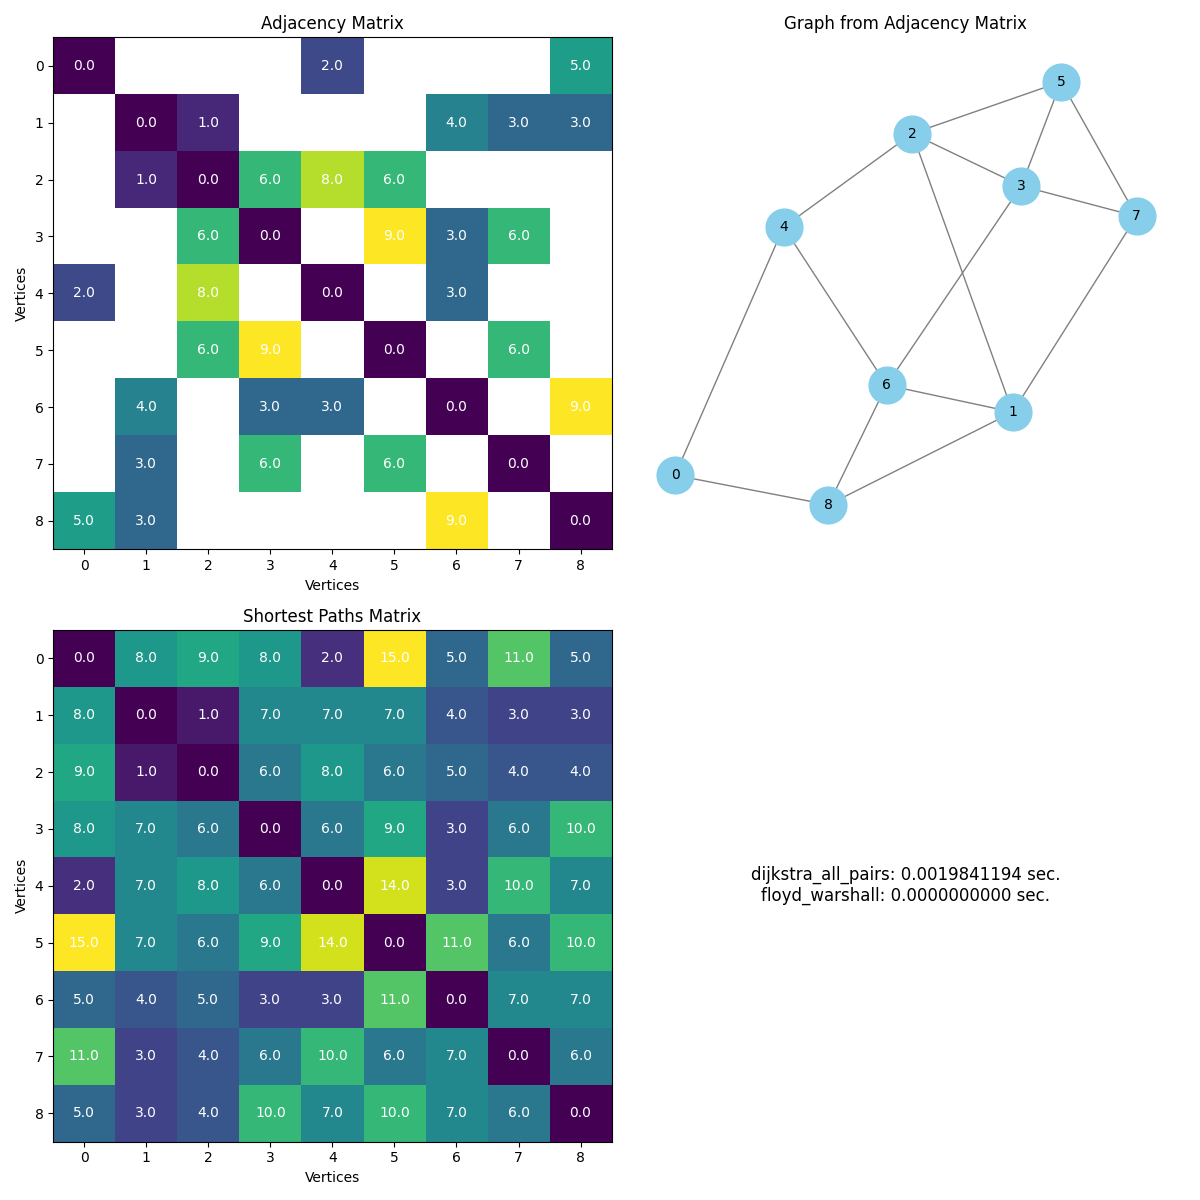 Adjacency Matrix
0 0.0 2.0 5.0
1 0.0 1.0 4.0 3.0 3.0
2 1.0 0.0 6.0 8.0 6.0
3 6.0 0.0 9.0 3.0 6.0
4 2.0 8.0 0.0 3.0
5 6.0 9.0 0.0 6.0
6 4.0 3.0 3.0 0.0 9.0
7 3.0 6.0 6.0 0.0
8 5.0 3.0 9.0 0.0
0 1 2 3 4 5 6 7 8
Vertices
Vertices
Graph from Adjacency Matrix
5
2
3
7
4
6
1
0
8
Shortest Paths Matrix
0 0.0 8.0 9.0 8.0 2.0 15.0 5.0 11.0 5.0
1 8.0 0.0 1.0 7.0 7.0 7.0 4.0 3.0 3.0
2 9.0 1.0 0.0 6.0 8.0 6.0 5.0 4.0 4.0
3 8.0 7.0 6.0 0.0 6.0 9.0 3.0 6.0 10.0
4 2.0 7.0 8.0 6.0 0.0 14.0 3.0 10.0 7.0
5 15.0 7.0 6.0 9.0 14.0 0.0 11.0 6.0 10.0
6 5.0 4.0 5.0 3.0 3.0 11.0 0.0 7.0 7.0
7 11.0 3.0 4.0 6.0 10.0 6.0 7.0 0.0 6.0
8 5.0 3.0 4.0 10.0 7.0 10.0 7.0 6.0 0.0
0 1 2 3 4 5 6 7 8
Vertices
Vertices
dijkstra_all_pairs: 0.0019841194 sec.
floyd_warshall: 0.0000000000 sec.